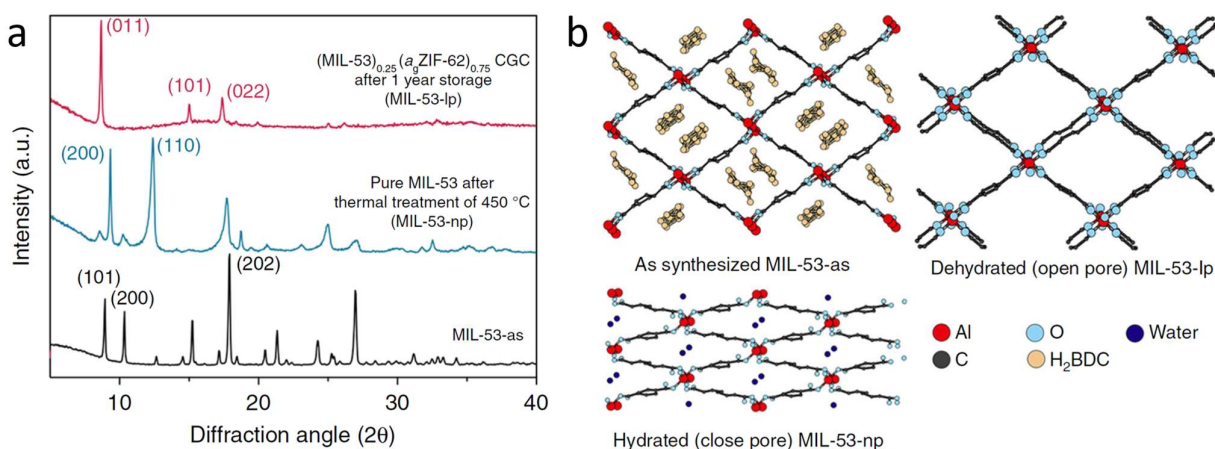 a
(011)
(MIL-53)0.25(agZIF-62)0.75 CGC
after 1 year storage
(MIL-53-lp)
(101)
(022)
(200)
(110)
Pure MIL-53 after
thermal treatment of 450 °C
(MIL-53-np)
(101)
(200)
(202)
MIL-53-as
Intensity (a.u.)
10
20
30
40
Diffraction angle (2θ)
b
As synthesized MIL-53-as
Dehydrated (open pore) MIL-53-lp
Hydrated (close pore) MIL-53-np
Al
O
Water
C
H2BDC